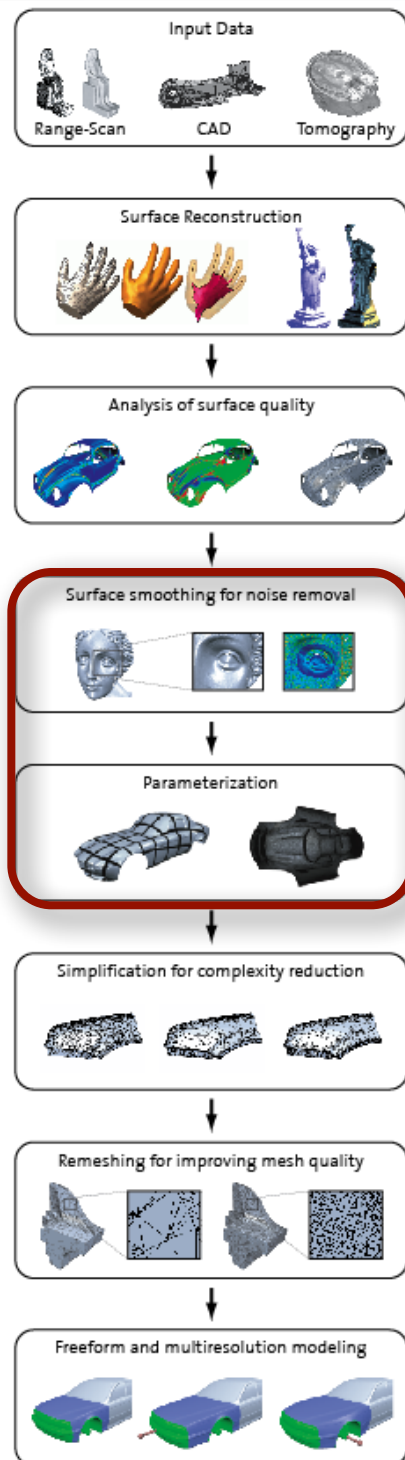 Input Data
Range-Scan CAD Tomography
Surface Reconstruction
Analysis of surface quality
Surface smoothing for noise removal
Parameterization
Simplification for complexity reduction
Remeshing for improving mesh quality
Freeform and multiresolution modeling